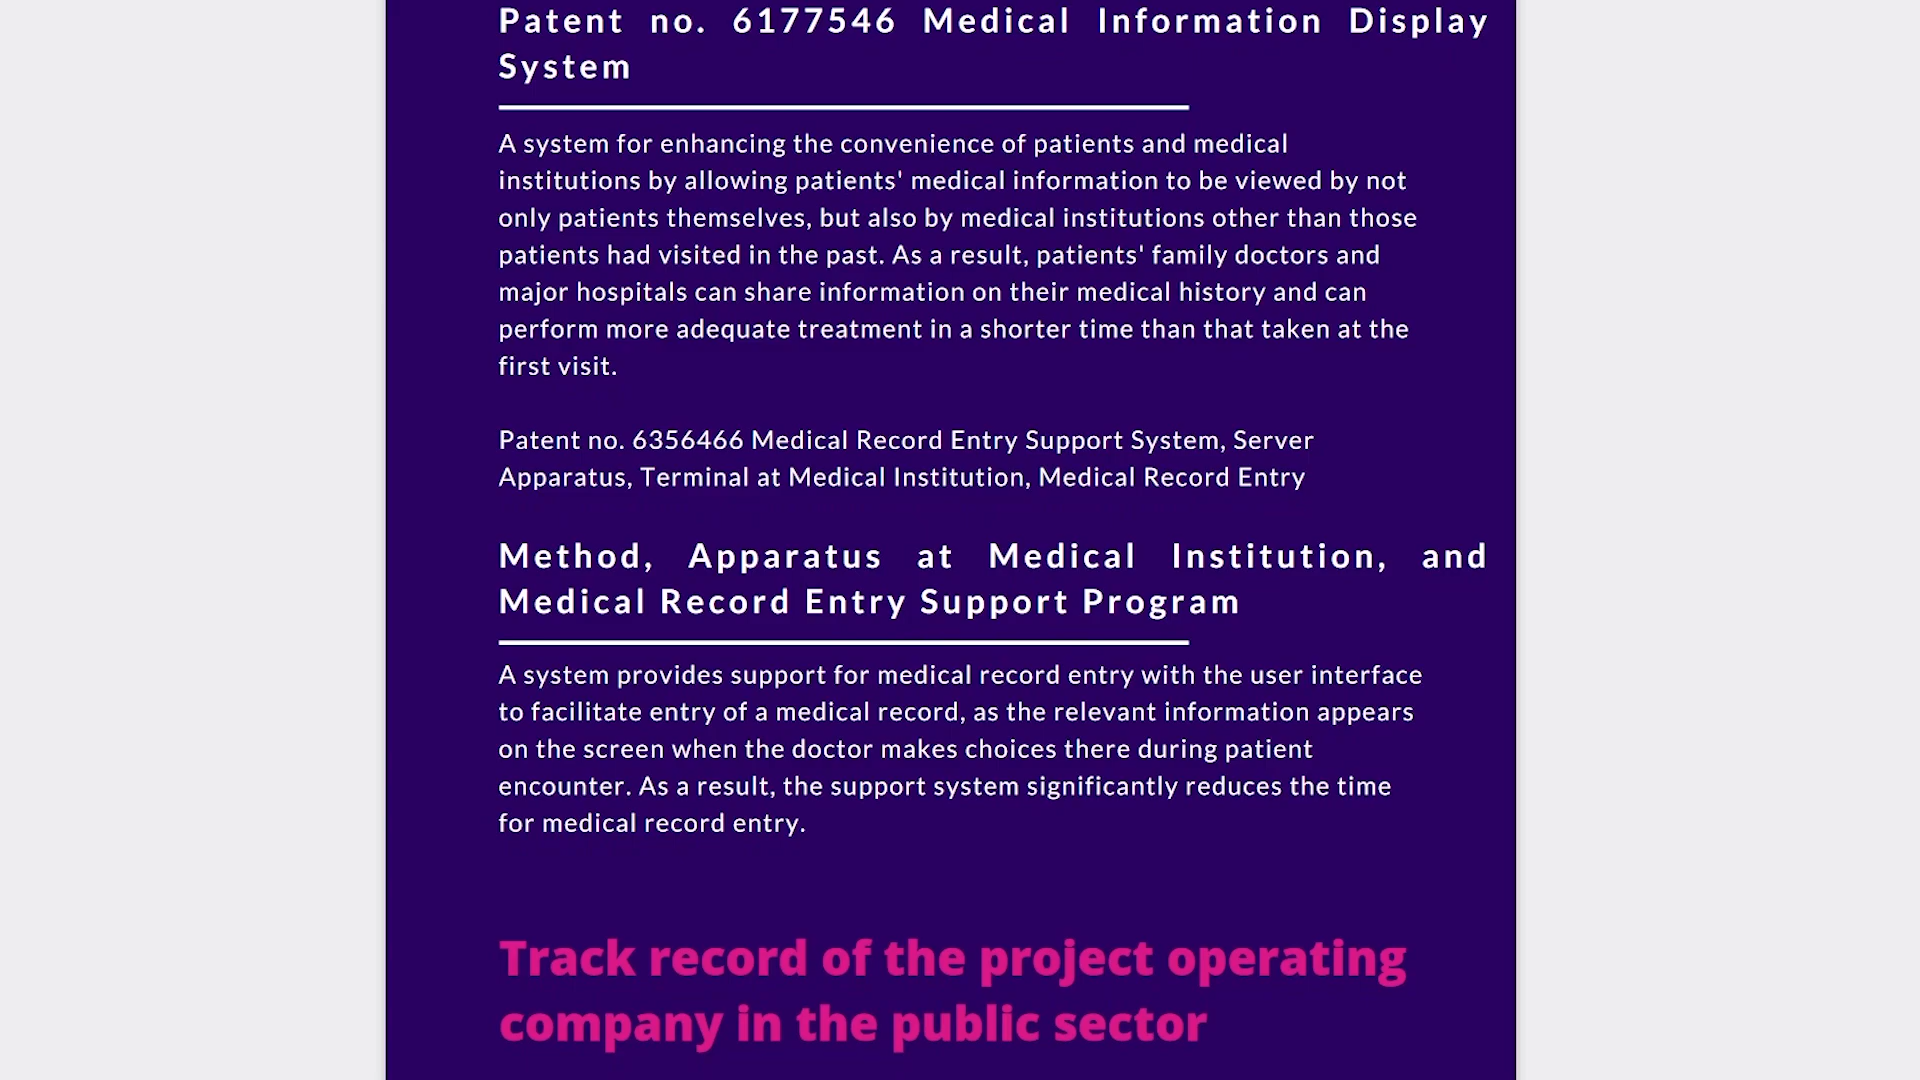 Patent no. 6177546 Medical Information Display
System
A system for enhancing the convenience of patients and medical
institutions by allowing patients' medical information to be viewed by not
only patients themselves, but also by medical institutions other than those
patients had visited in the past. As a result, patients' family doctors and
major hospitals can share information on their medical history and can
perform more adequate treatment in a shorter time than that taken at the
first visit.
Patent no. 6356466 Medical Record Entry Support System, Server
Apparatus, Terminal at Medical Institution, Medical Record Entry
Method, Apparatus at Medical Institution, and
Medical Record Entry Support Program
A system provides support for medical record entry with the user interface
to facilitate entry of a medical record, as the relevant information appears
on the screen when the doctor makes choices there during patient
encounter. As a result, the support system significantly reduces the time
for medical record entry.
Track record of the project operating
company in the public sector